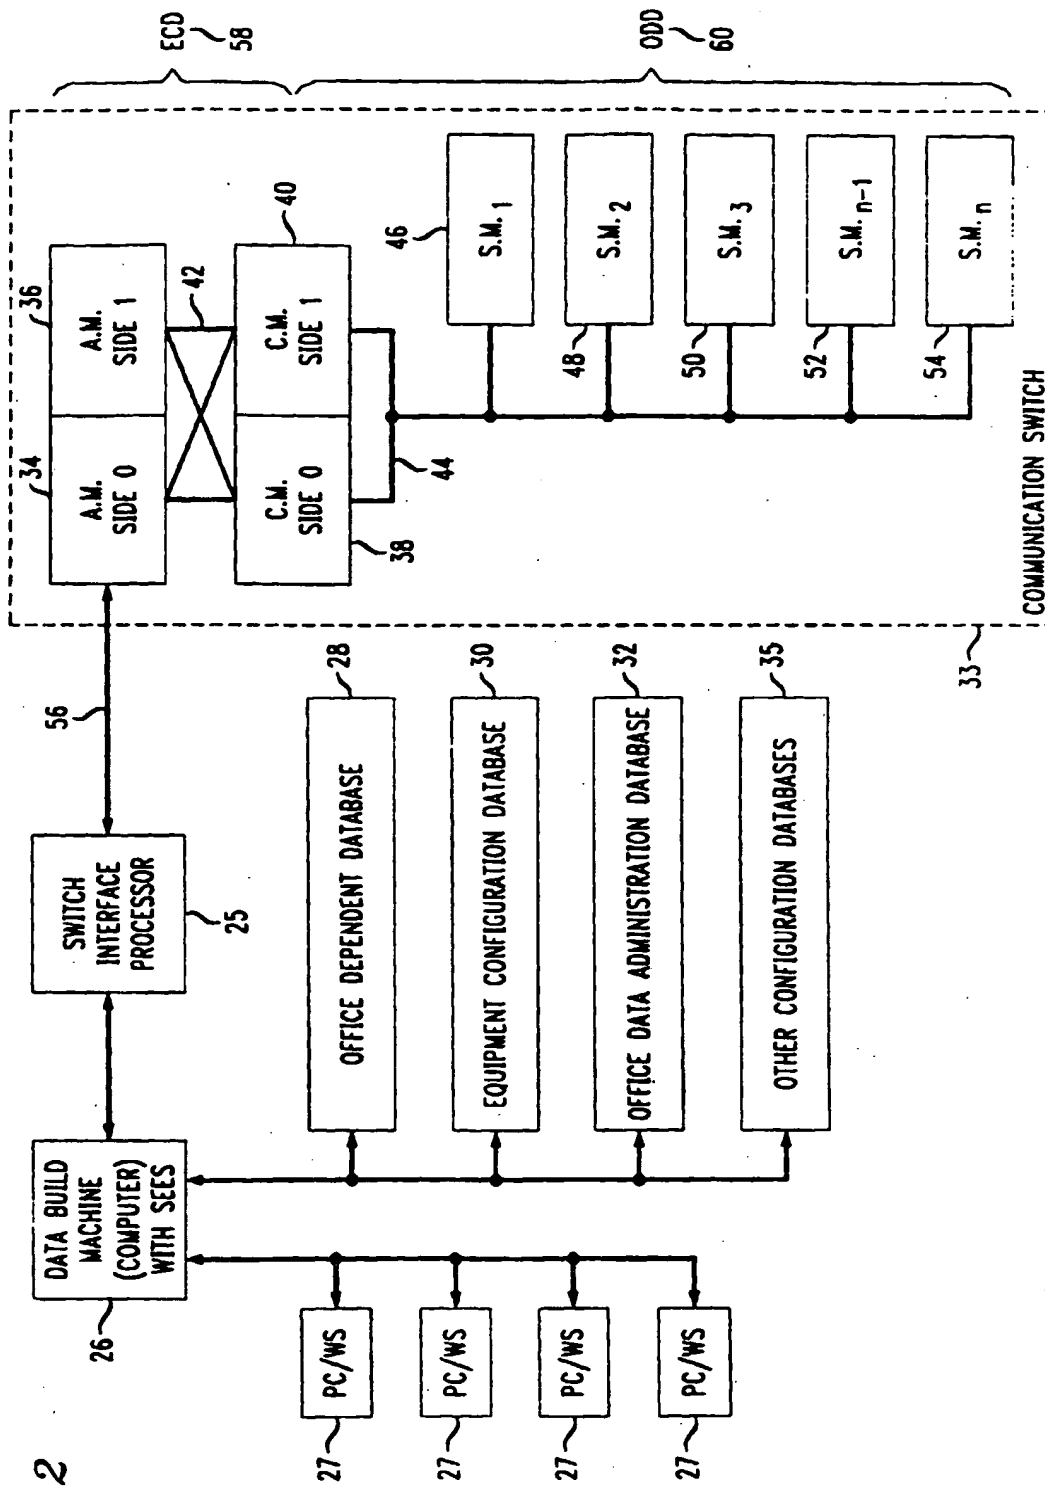 2
26
DATA BUILD
MACHINE
(COMPUTER)
WITH SEES
SWITCH
INTERFACE
PROCESSOR
25
56
27
PC/WS
27
PC/WS
27
PC/WS
27
PC/WS
OFFICE DEPENDENT DATABASE
28
EQUIPMENT CONFIGURATION DATABASE
30
OFFICE DATA ADMINISTRATION DATABASE
32
OTHER CONFIGURATION DATABASES
35
33
COMMUNICATION SWITCH
34
A.M.
SIDE 0
36
A.M.
SIDE 1
42
38
C.M.
SIDE 0
40
C.M.
SIDE 1
44
46
S.M. 1
48
S.M. 2
50
S.M. 3
52
S.M. n-1
54
S.M. n
ECD
58
ODD
60